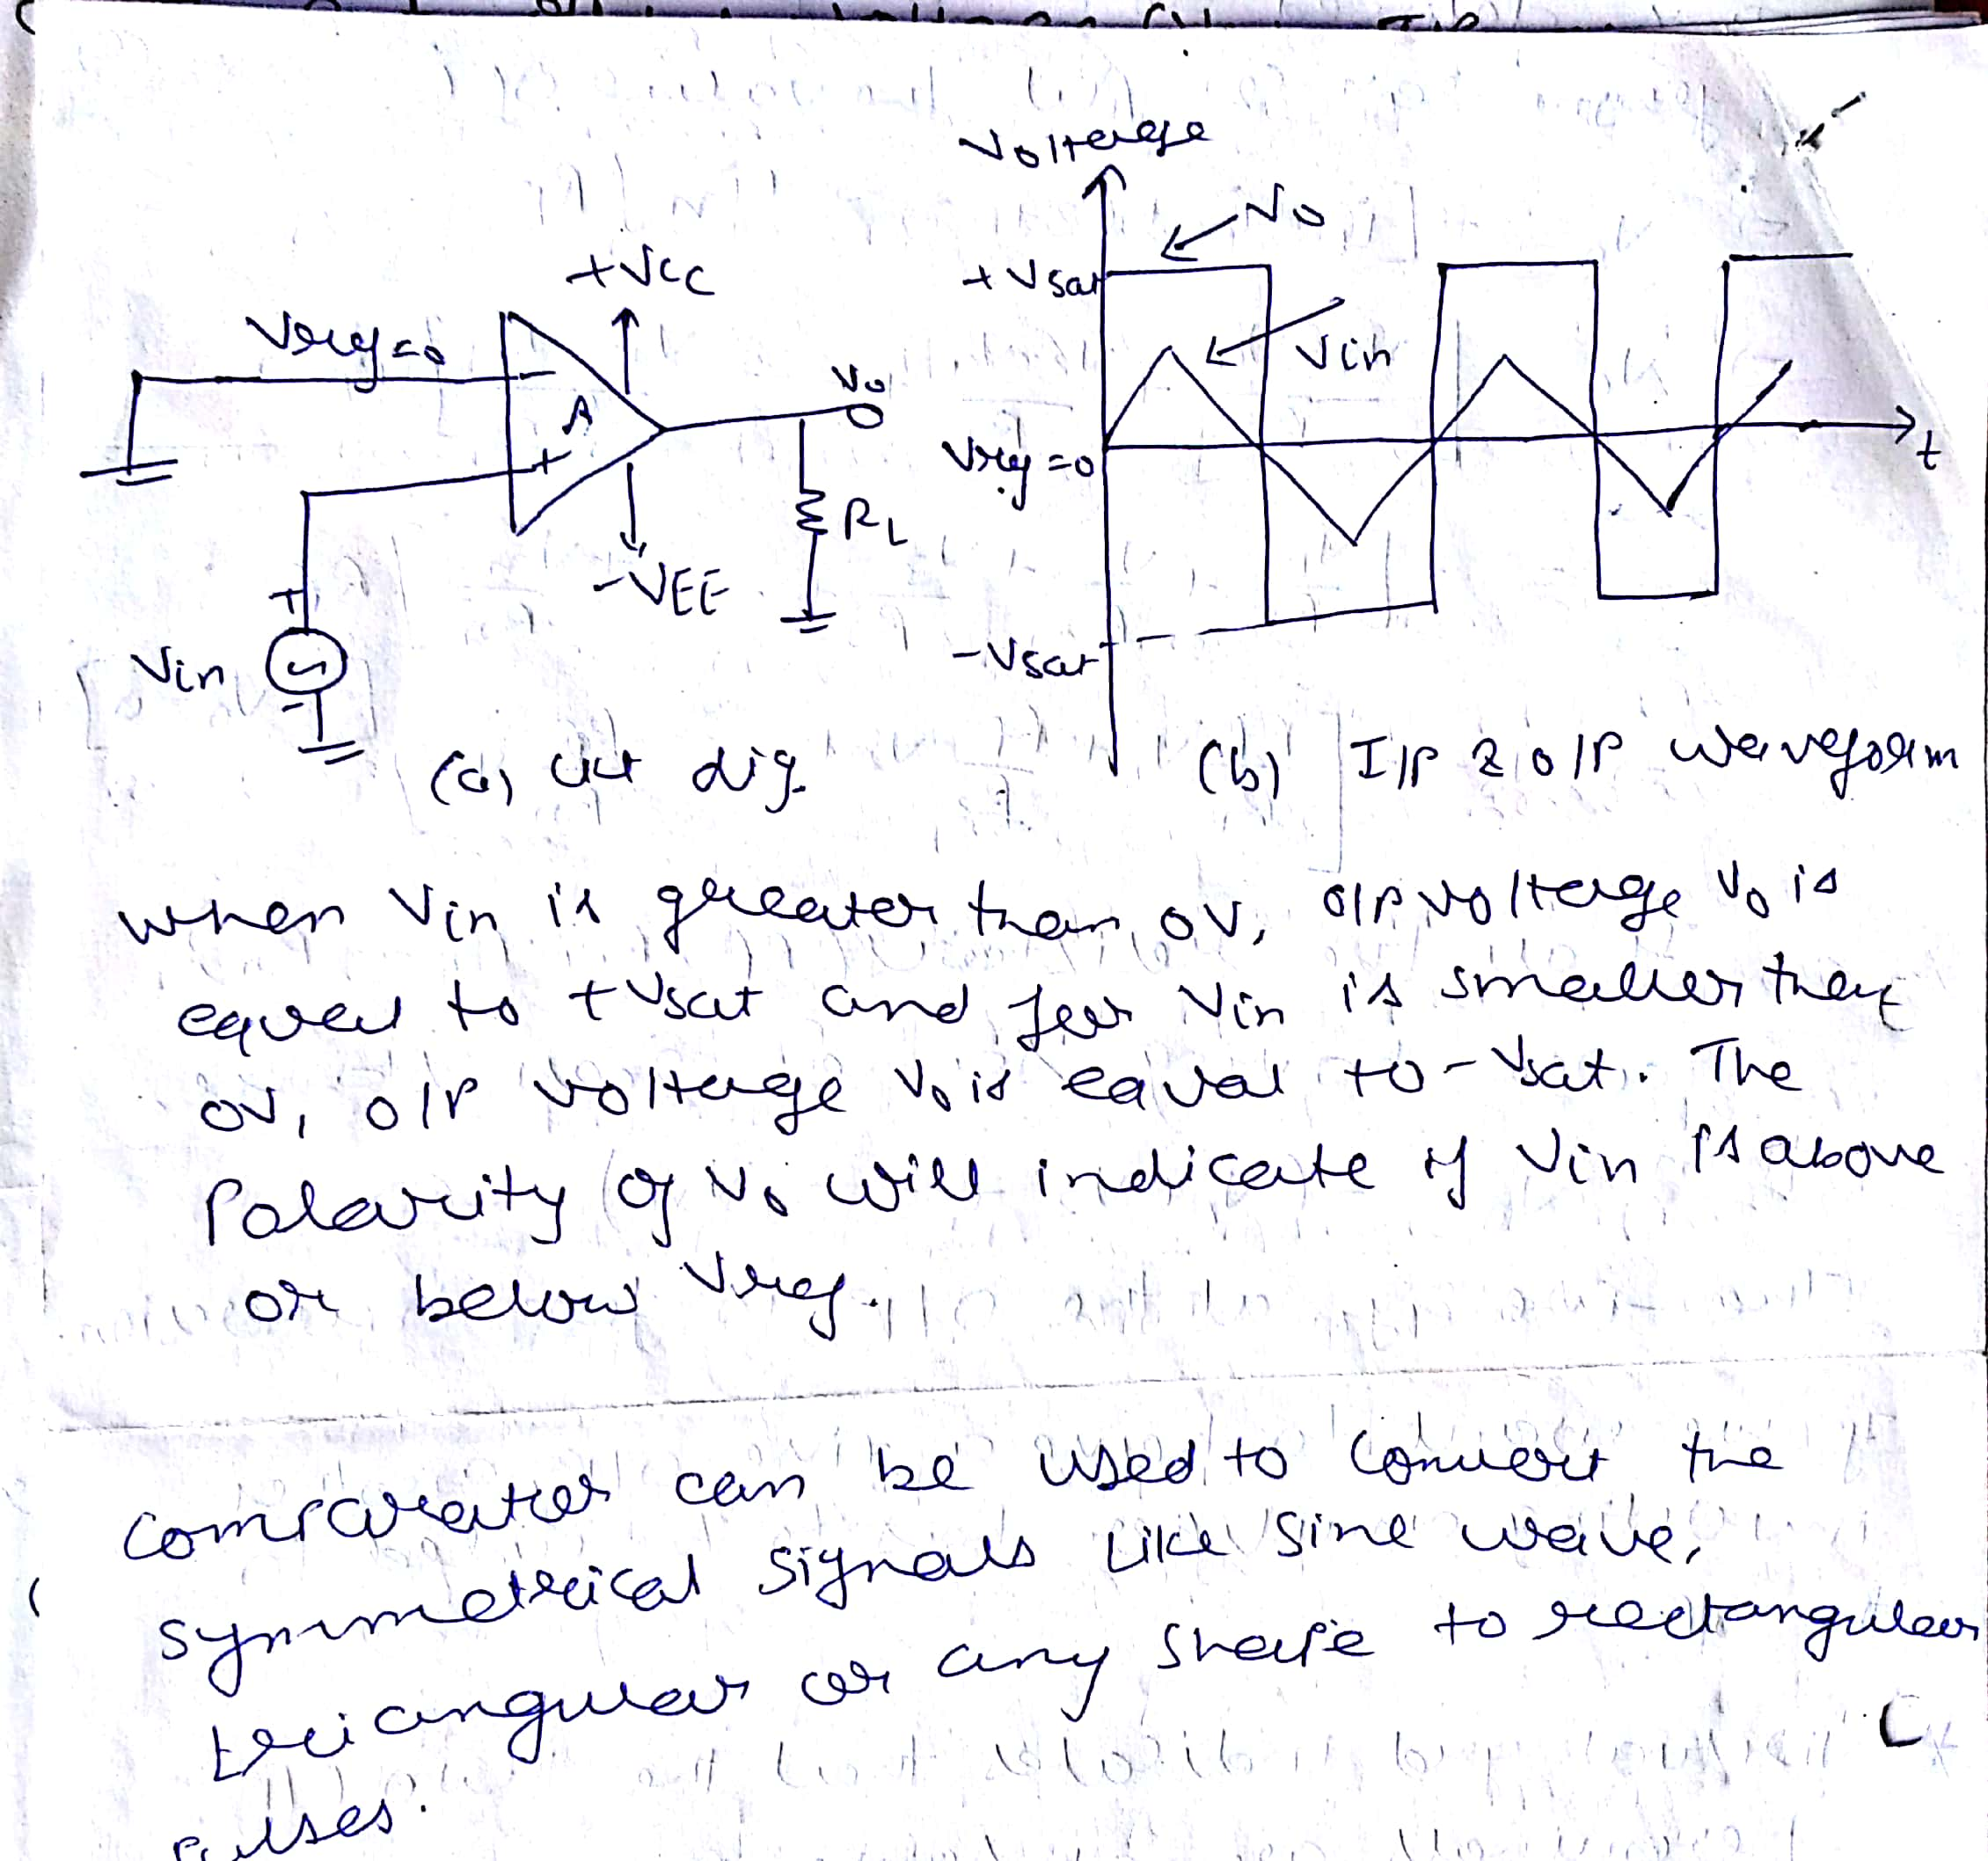 Voltage
Vo
+VCC
+Vsat
Vref=0
Vin
Vo
A
Vref=0
t
RL
-VEE
-Vsat
Vin
(a) ckt dig.
(b) I/P & O/P waveform
when Vin is greater than 0V, O/P voltage Vo is
equal to +Vsat and for Vin is smaller than
0V, O/P voltage Vo is equal to -Vsat. The
Polarity of Vo will indicate if Vin is above
or below Vref.
comparator can be used to convert the
symmetrical signals like sine wave,
triangular or any shape to rectangular
pulses.